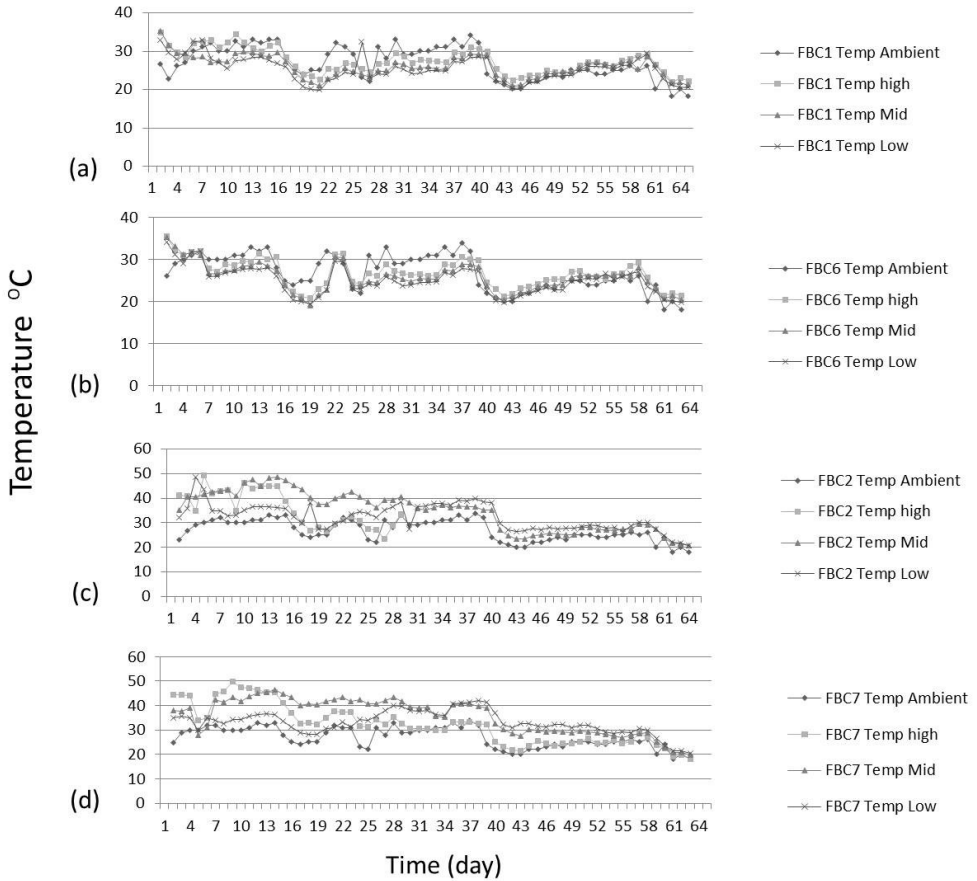 40
30
20
10
0
(a)
1 4 6 7 10 13 16 19 22 25 28 31 34 37 40 43 46 49 52 55 58 61 64
FBC1 Temp Ambient
FBC1 Temp high
FBC1 Temp Mid
FBC1 Temp Low
Temperature °C
40
30
20
10
0
(b)
1 4 7 10 13 16 19 22 25 28 31 34 37 40 43 46 49 52 55 58 61 64
FBC6 Temp Ambient
FBC6 Temp high
FBC6 Temp Mid
FBC6 Temp Low
60
50
40
30
20
10
0
(c)
1 4 7 10 13 16 19 22 25 28 31 34 37 40 43 46 49 52 55 58 61 64
FBC2 Temp Ambient
FBC2 Temp high
FBC2 Temp Mid
FBC2 Temp Low
60
50
40
30
20
10
0
(d)
1 4 7 10 13 16 19 22 25 28 31 34 37 40 43 46 49 52 55 58 61 64
FBC7 Temp Ambient
FBC7 Temp high
FBC7 Temp Mid
FBC7 Temp Low
Time (day)